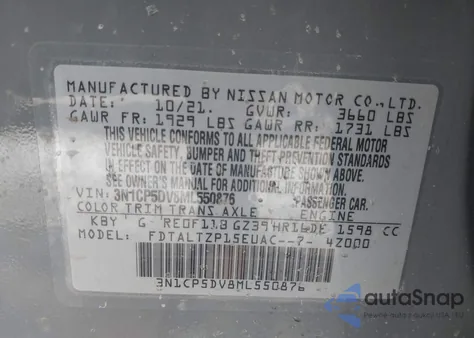 MANUFACTURED BY NISSAN MOTOR CO.,LTD.
DATE: 10/21. GVWR: 3660 LBS
GAWR FR: 1929 LBS GAWR RR: 1731 LBS
THIS VEHICLE CONFORMS TO ALL APPLICABLE FEDERAL MOTOR
VEHICLE SAFETY, BUMPER AND THEFT PREVENTION STANDARDS
IN EFFECT ON THE DATE OF MANUFACTURE SHOWN ABOVE.
SEE OWNER'S MANUAL FOR ADDITIONAL INFORMATION.
VIN: 3N1CP5DV8ML550876 PASSENGER CAR.
COLOR TRIM TRANS AXLE ENGINE
KBY G RE0F11B GZ39 HR16DE 1598 CC
MODEL: FDTALTZP15EUAC--7- 4Z000
3N1CP5DV8ML550876
autoSnap